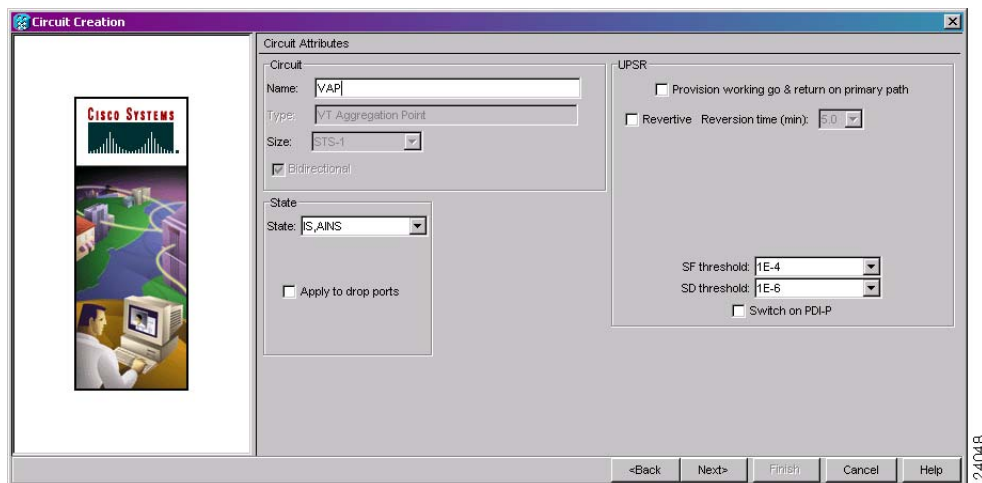 Circuit Creation
CISCO SYSTEMS
Circuit Attributes
Circuit
Name: VAP
Type: VT Aggregation Point
Size: STS-1
Bidirectional
State
State: IS,AINS
Apply to drop ports
UPSR
Provision working go & return on primary path
Revertive Reversion time (min): 5.0
SF threshold: 1E-4
SD threshold: 1E-6
Switch on PDI-P
<Back Next> Finish Cancel Help
24048